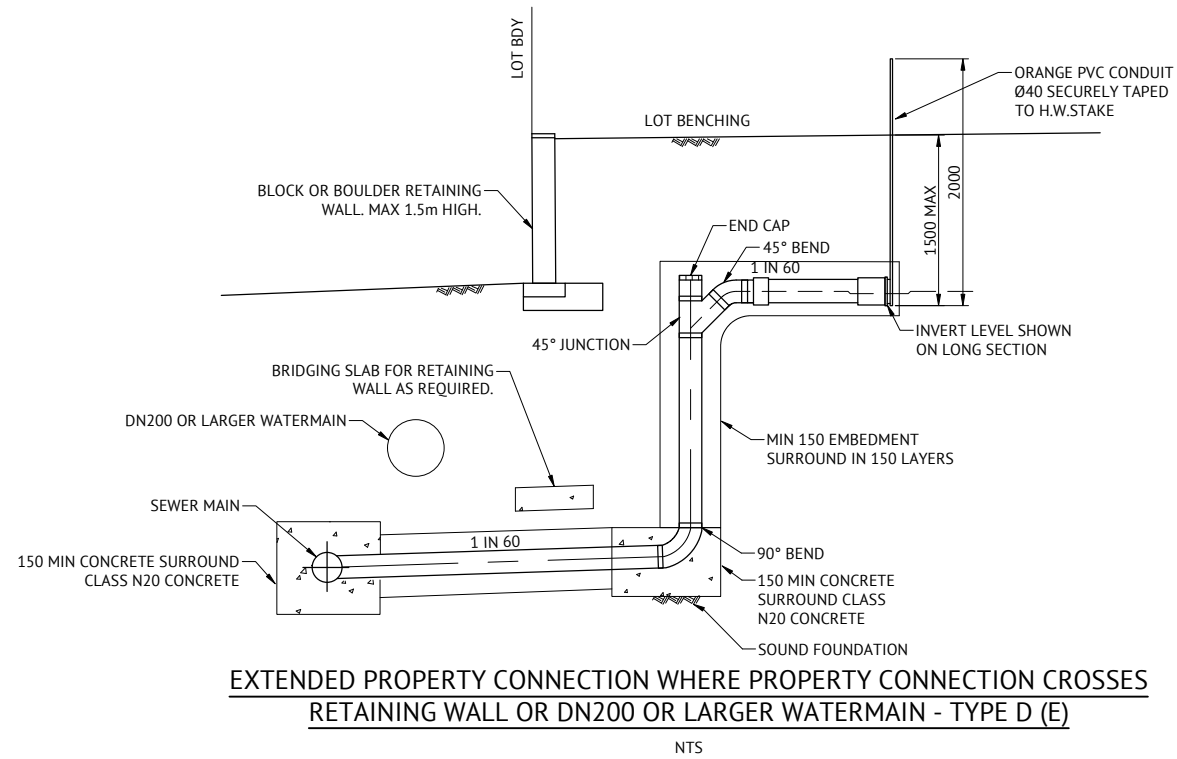 LOT BDY
ORANGE PVC CONDUIT
Ø40 SECURELY TAPED
TO H.W.STAKE
LOT BENCHING
BLOCK OR BOULDER RETAINING
WALL. MAX 1.5m HIGH.
1500 MAX
2000
END CAP
45° BEND
1 IN 60
INVERT LEVEL SHOWN
ON LONG SECTION
45° JUNCTION
BRIDGING SLAB FOR RETAINING
WALL AS REQUIRED.
DN200 OR LARGER WATERMAIN
MIN 150 EMBEDMENT
SURROUND IN 150 LAYERS
SEWER MAIN
1 IN 60
150 MIN CONCRETE SURROUND
CLASS N20 CONCRETE
90° BEND
150 MIN CONCRETE
SURROUND CLASS
N20 CONCRETE
SOUND FOUNDATION
EXTENDED PROPERTY CONNECTION WHERE PROPERTY CONNECTION CROSSES
RETAINING WALL OR DN200 OR LARGER WATERMAIN - TYPE D (E)
NTS